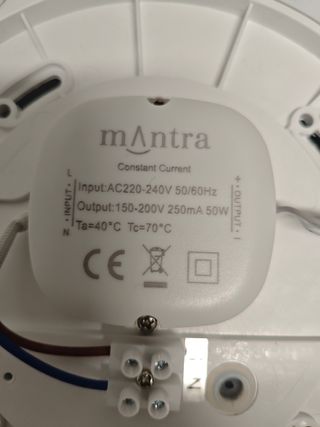 mantra
Constant Current
L
· INPUT ·
N
Input:AC220-240V 50/60Hz
Output:150-200V 250mA 50W
Ta=40°C Tc=70°C
+
· OUTPUT ·
-
CE
N